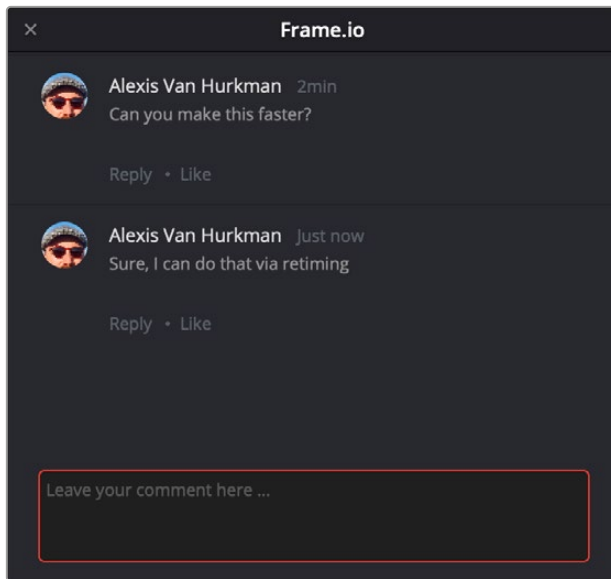 Frame.io
Alexis Van Hurkman 2min
Can you make this faster?
Reply • Like
Alexis Van Hurkman Just now
Sure, I can do that via retiming
Reply • Like
Leave your comment here ...